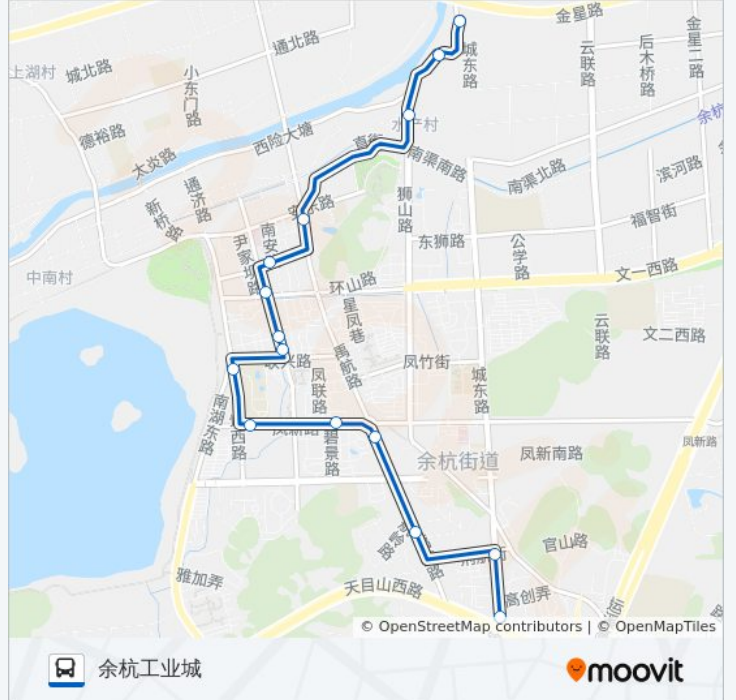 金星路
通北路
城东路
云联路
后木桥路
金星二路
上湖村
城北路
小东门路
余杭
德裕路
西险大塘
太炎路
南渠南路
南渠北路
滨河路
通济路
新桥路
狮山路
福智街
南安
东狮路
公学路
中南村
环山路
文一西路
星凤巷
禹航路
云联路
文二西路
凤竹街
凤联路
城东路
南湖东路
西路
碧景路
余杭街道
凤新南路
凤新路
官山路
雅加弄
天目山西路
高创弄
© OpenStreetMap contributors | © OpenMapTiles
余杭工业城
moovit